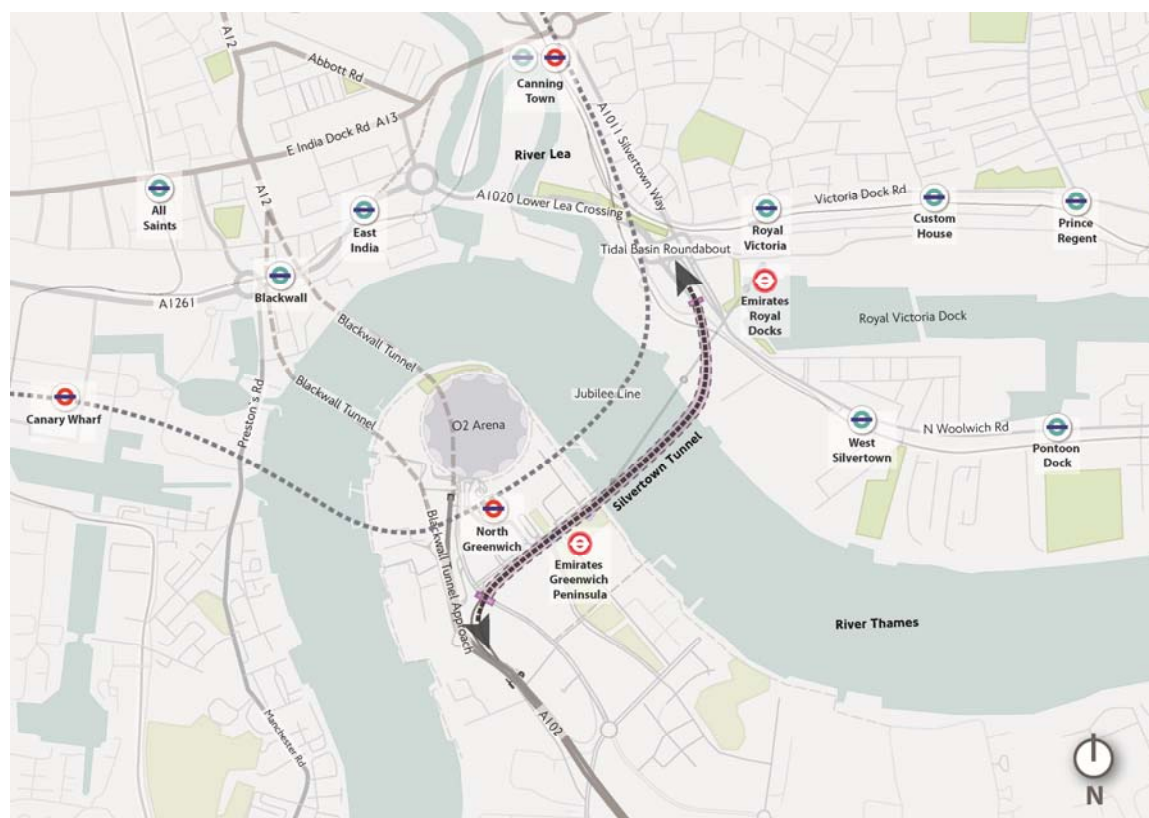 A12
Abbott Rd
Canning
Town
A1011 Silvertown Way
E India Dock Rd A13
River Lea
A12
All
Saints
East
India
A1020 Lower Lea Crossing
Victoria Dock Rd
Royal
Victoria
Custom
House
Prince
Regent
Tidal Basin Roundabout
Blackwall
A1261
Emirates
Royal
Docks
Royal Victoria Dock
Blackwall Tunnel
Blackwall Tunnel
Preston's Rd
Canary Wharf
Jubilee Line
O2 Arena
West
Silvertown
N Woolwich Rd
Pontoon
Dock
Silvertown Tunnel
North
Greenwich
Blackwall Tunnel Approach
Emirates
Greenwich
Peninsula
River Thames
Manchester Rd
A102
N